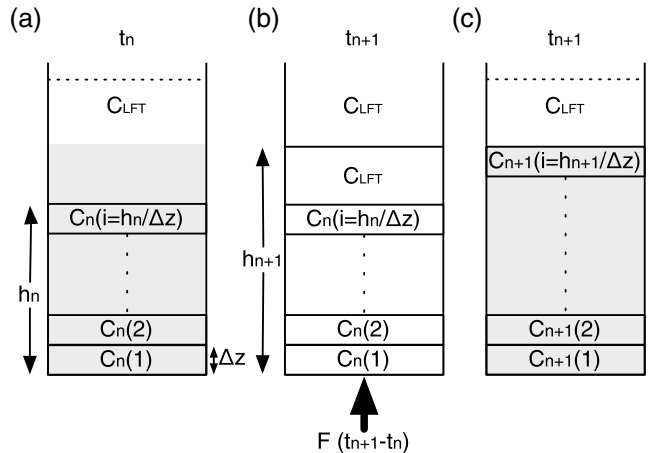 (a)
tn
CLFT
Cn(i=hn/Δz)
hn
Cn(2)
Cn(1)
Δz
(b)
tn+1
CLFT
CLFT
Cn(i=hn/Δz)
hn+1
Cn(2)
Cn(1)
F (tn+1-tn)
(c)
tn+1
CLFT
Cn+1(i=hn+1/Δz)
Cn+1(2)
Cn+1(1)